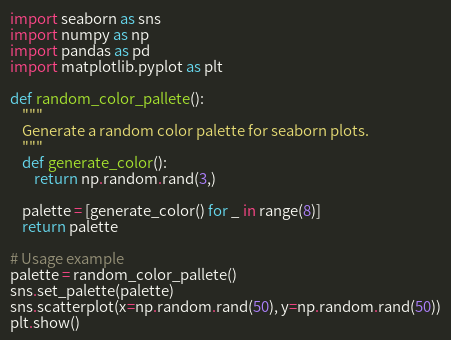 import seaborn as sns
import numpy as np
import pandas as pd
import matplotlib.pyplot as plt

def random_color_pallete():
    """
    Generate a random color palette for seaborn plots.
    """
    def generate_color():
        return np.random.rand(3,)

    palette = [generate_color() for _ in range(8)]
    return palette

# Usage example
palette = random_color_pallete()
sns.set_palette(palette)
sns.scatterplot(x=np.random.rand(50), y=np.random.rand(50))
plt.show()